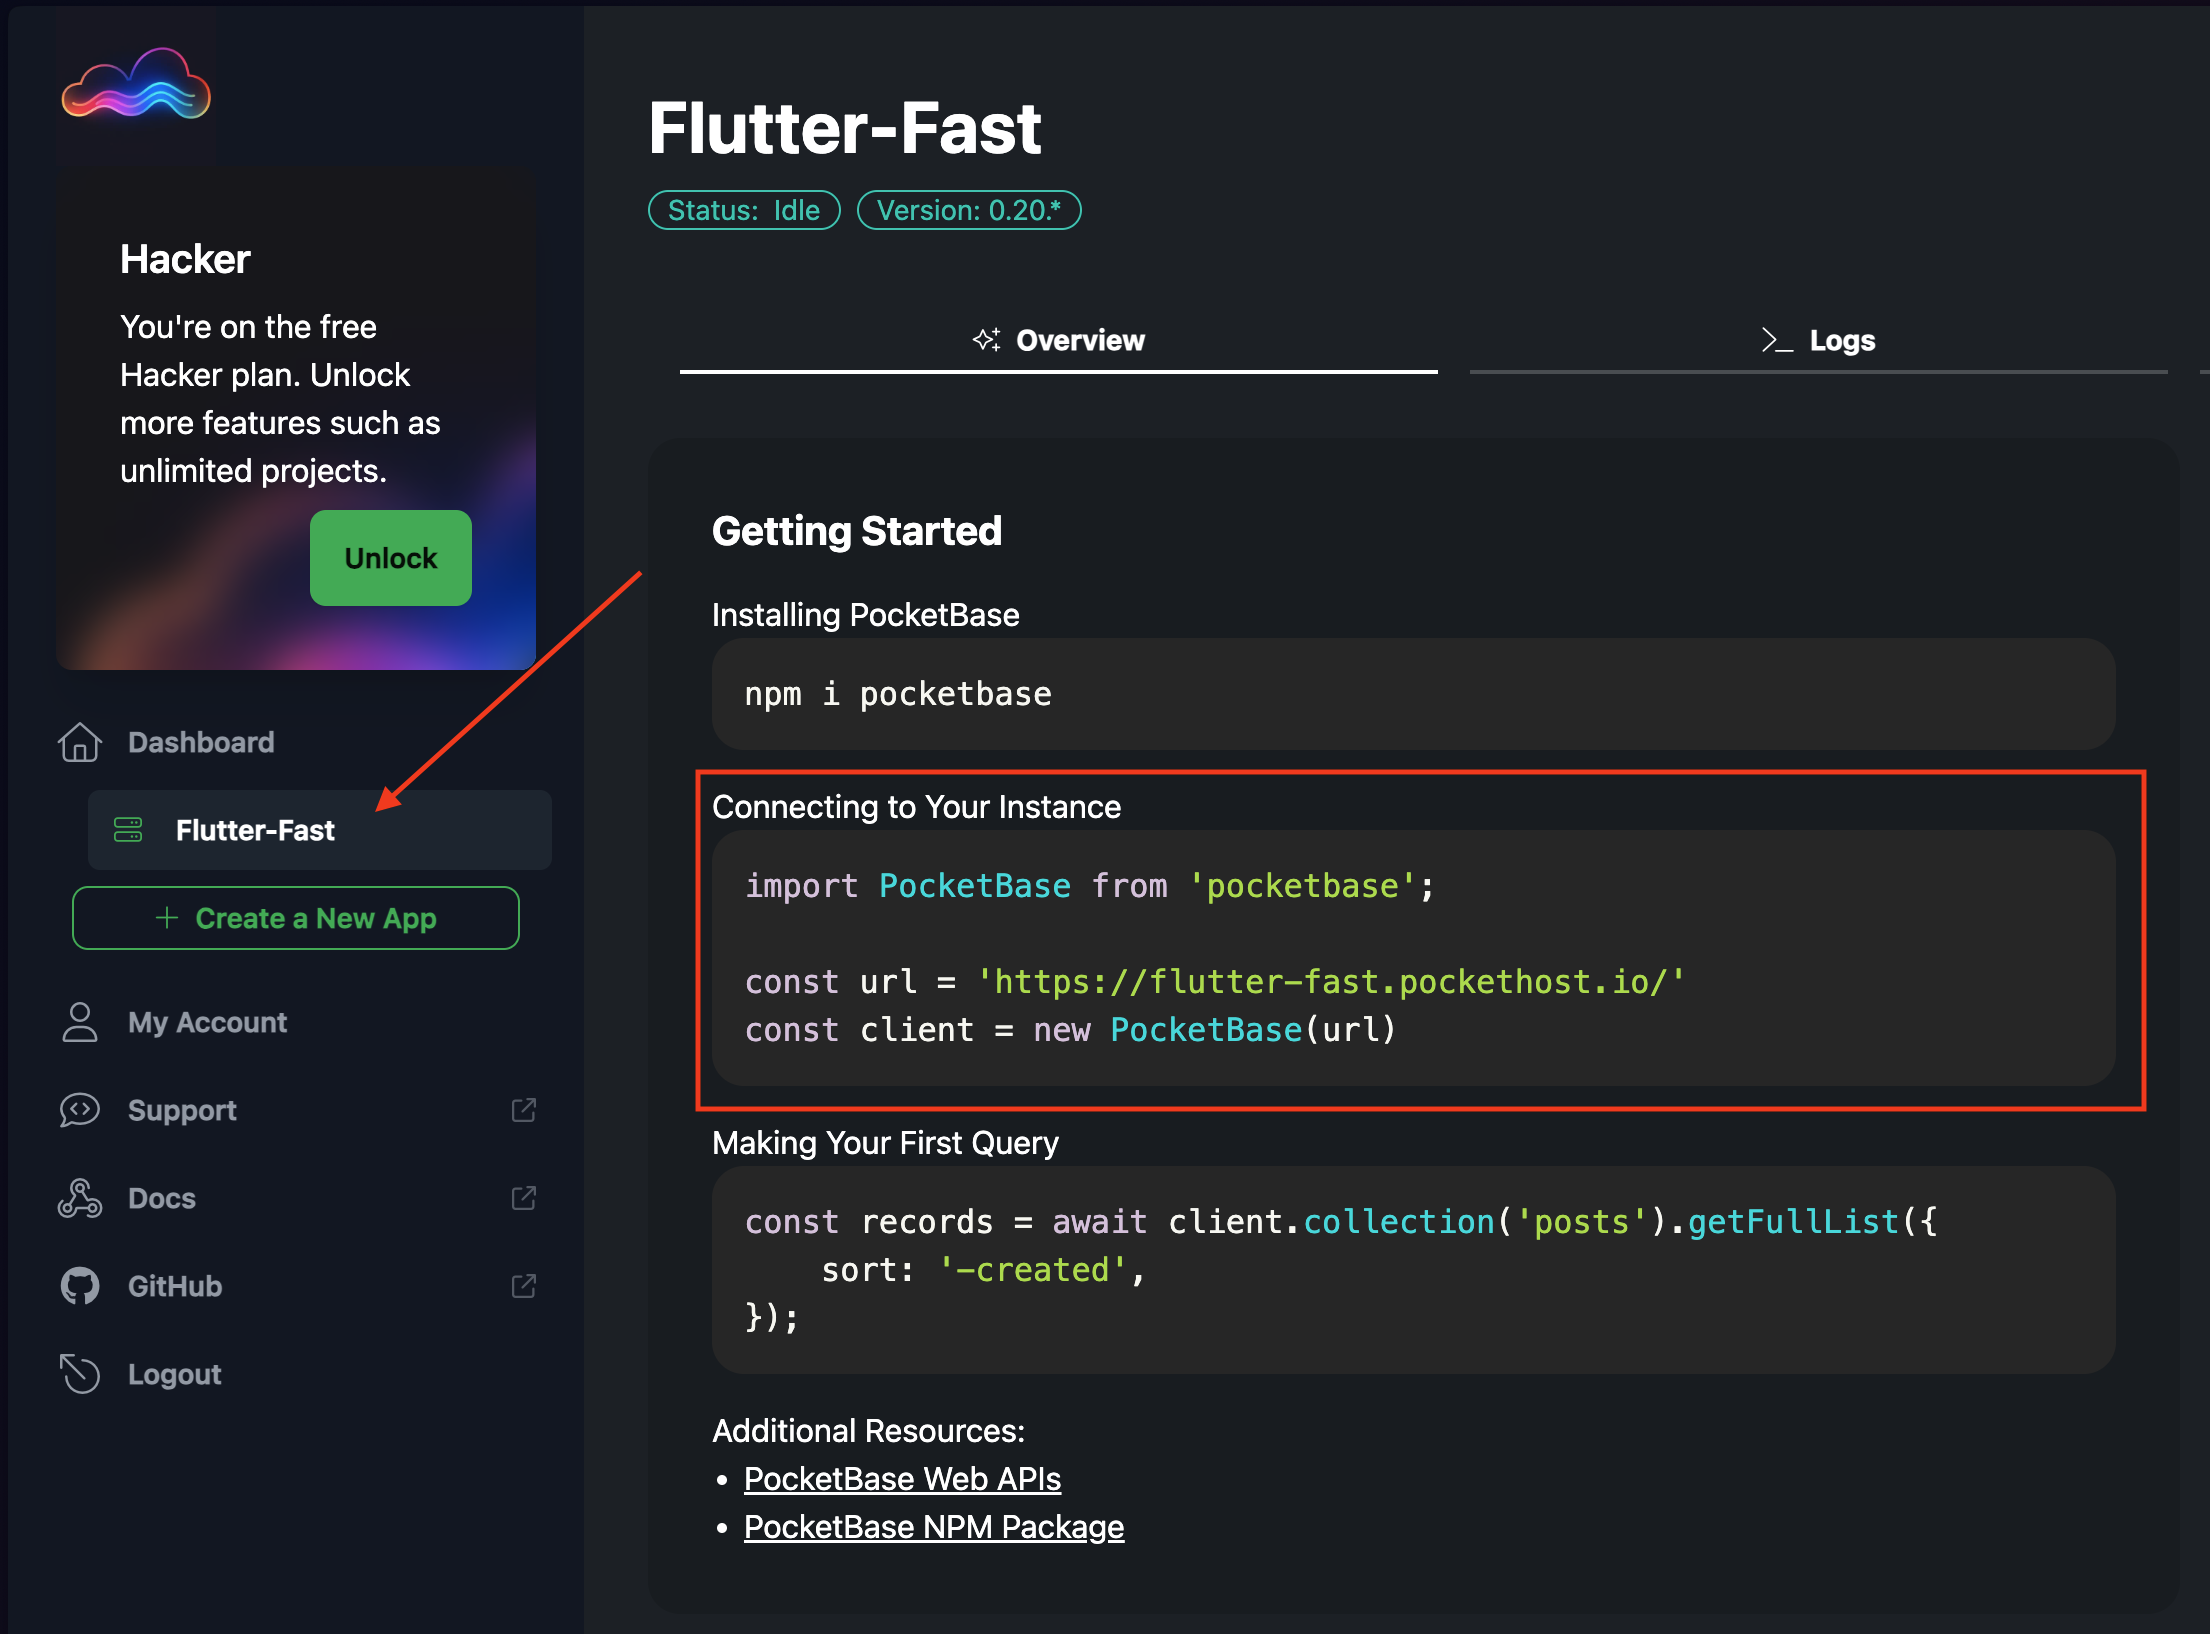 Hacker
You're on the free
Hacker plan. Unlock
more features such as
unlimited projects.
Unlock
Dashboard
Flutter-Fast
+ Create a New App
My Account
Support
Docs
GitHub
Logout
Flutter-Fast
Status: Idle
Version: 0.20.*
Overview
Logs
Getting Started
Installing PocketBase
npm i pocketbase
Connecting to Your Instance
import PocketBase from 'pocketbase';
const url = 'https://flutter-fast.pockethost.io/'
const client = new PocketBase(url)
Making Your First Query
const records = await client.collection('posts').getFullList({
    sort: '-created',
});
Additional Resources:
• PocketBase Web APIs
• PocketBase NPM Package